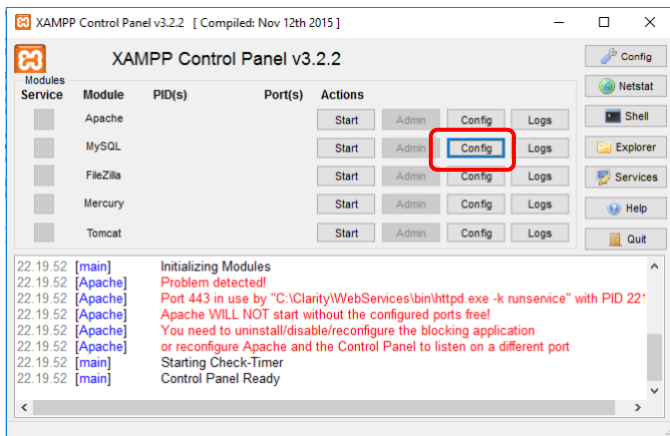 XAMPP Control Panel v3.2.2 [ Compiled: Nov 12th 2015 ]
XAMPP Control Panel v3.2.2
Config
Modules
Service Module PID(s) Port(s) Actions
Netstat
Apache Start Admin Config Logs
Shell
MySQL Start Admin Config Logs
Explorer
FileZilla Start Admin Config Logs
Services
Mercury Start Admin Config Logs
Help
Tomcat Start Admin Config Logs
Quit
22.19.52 [main] Initializing Modules
22.19.52 [Apache] Problem detected!
22.19.52 [Apache] Port 443 in use by "C:\Clarity\WebServices\bin\httpd.exe -k runservice" with PID 221
22.19.52 [Apache] Apache WILL NOT start without the configured ports free!
22.19.52 [Apache] You need to uninstall/disable/reconfigure the blocking application
22.19.52 [Apache] or reconfigure Apache and the Control Panel to listen on a different port
22.19.52 [main] Starting Check-Timer
22.19.52 [main] Control Panel Ready